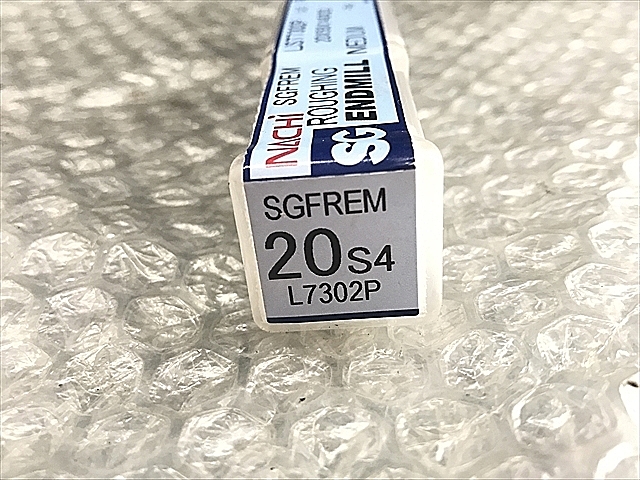 NACHI SGFREM
ROUGHING
SG ENDMILL MEDIUM
SGFREM
20S4
L7302P